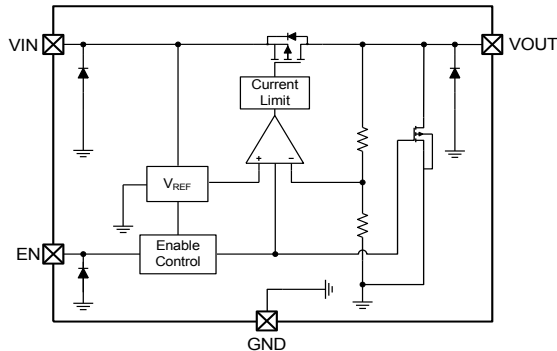 VIN
VOUT
Current
Limit
+
−
VREF
EN
Enable
Control
GND